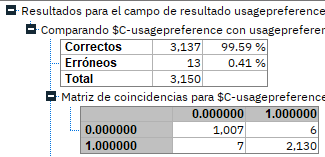 Resultados para el campo de resultado usagepreference
Comparando $C-usagepreference con usagepreferen
Correctos 3,137 99.59 %
Erróneos 13 0.41 %
Total 3,150
Matriz de coincidencias para $C-usagepreference
0.000000 1.000000
0.000000 1,007 6
1.000000 7 2,130